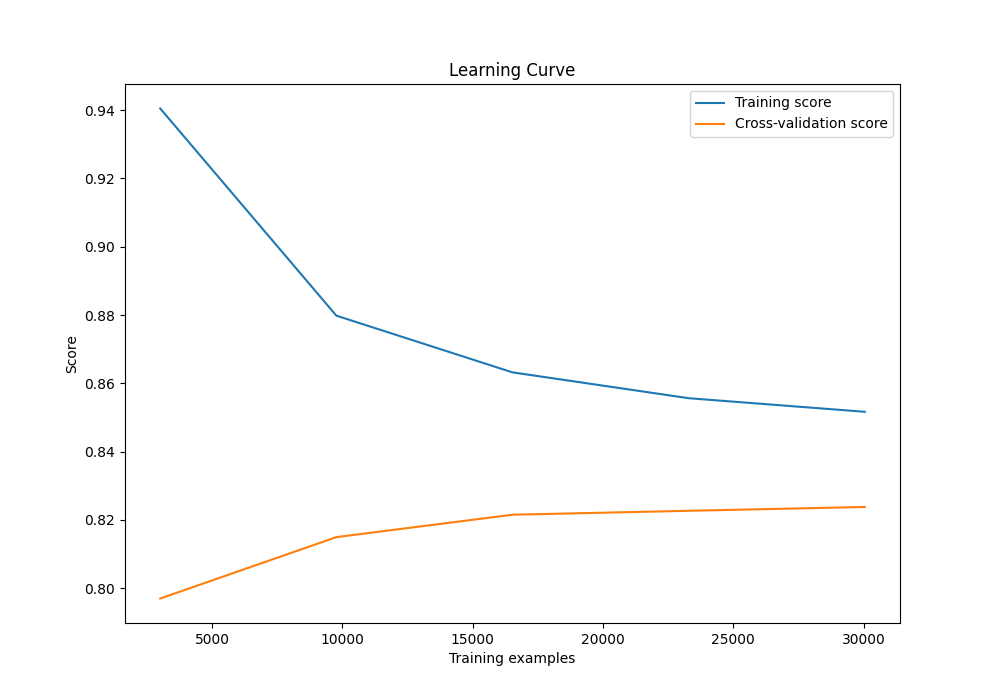 Learning Curve
Training score
Cross-validation score
0.94
0.92
0.90
0.88
0.86
0.84
0.82
0.80
Score
5000 10000 15000 20000 25000 30000
Training examples